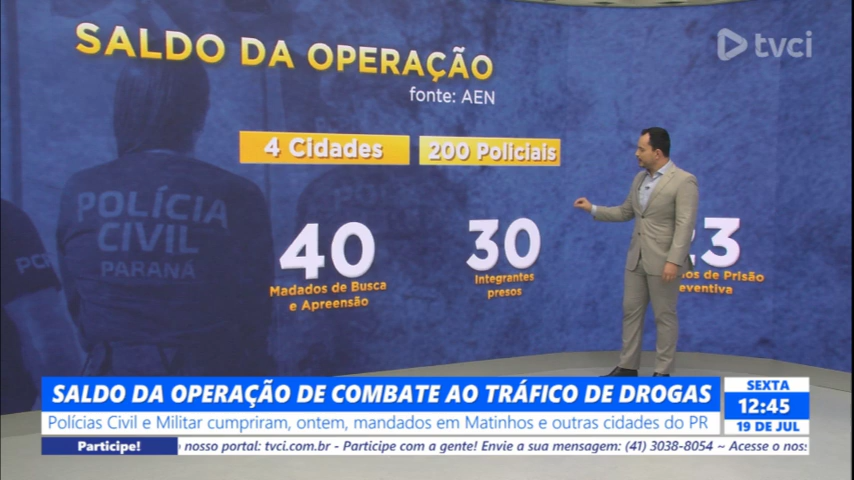 SALDO DA OPERAÇÃO
tvci
fonte: AEN
4 Cidades
200 Policiais
POLÍCIA
CIVIL
PARANÁ
40
Madados de Busca
e Apreensão
30
Integrantes
presos
de Prisão
SALDO DA OPERAÇÃO DE COMBATE AO TRÁFICO DE DROGAS
Polícias Civil e Militar cumpriram, ontem, mandados em Matinhos e outras cidades do PR
SEXTA
12:45
19 DE JUL
Participe!
nosso portal: tvci.com.br - Participe com a gente! Envie a sua mensagem: (41) 3038-8054 ~ Acesse o